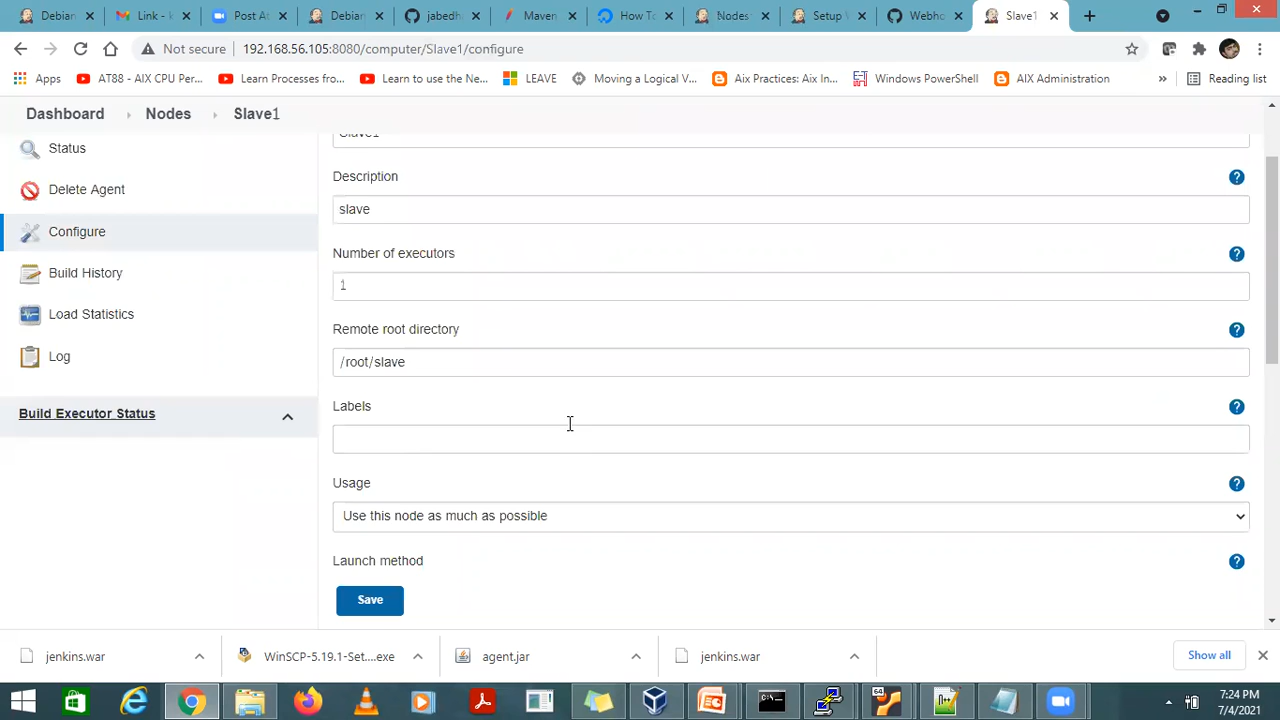 Debian
Link - k
Post At
Debian
jabedha
Maven
How To
Nodes
Setup W
Webho
Slave1
Not secure
192.168.56.105:8080/computer/Slave1/configure
Apps
AT88 - AIX CPU Per...
Learn Processes from...
Learn to use the Ne...
LEAVE
Moving a Logical V...
Aix Practices: Aix In...
Windows PowerShell
AIX Administration
»
Reading list
Dashboard
Nodes
Slave1
Status
Delete Agent
Configure
Build History
Load Statistics
Log
Build Executor Status
Slave1
Description
slave
Number of executors
1
Remote root directory
/root/slave
Labels
Usage
Use this node as much as possible
Launch method
Save
jenkins.war
WinSCP-5.19.1-Set....exe
agent.jar
jenkins.war
Show all
7:24 PM
7/4/2021